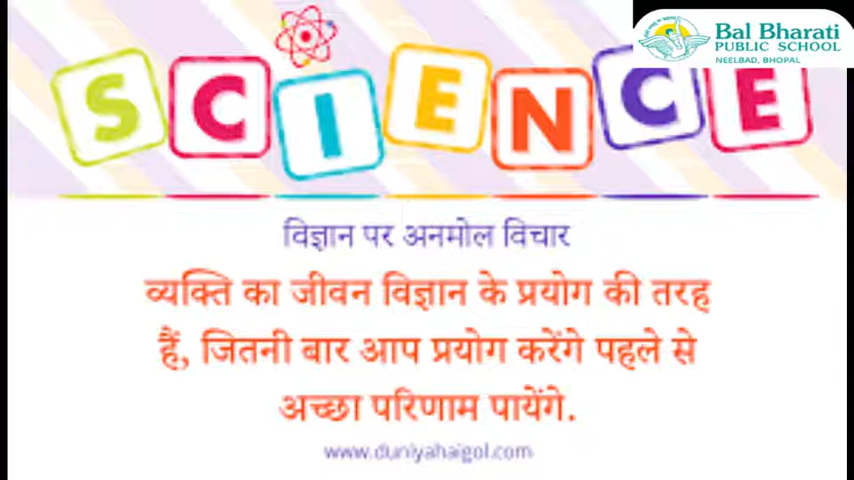 Bal Bharati
PUBLIC SCHOOL
NEELBAD, BHOPAL
SCIENCE
विज्ञान पर अनमोल विचार
व्यक्ति का जीवन विज्ञान के प्रयोग की तरह
हैं, जितनी बार आप प्रयोग करेंगे पहले से
अच्छा परिणाम पायेंगे.
www.duniyahaigol.com